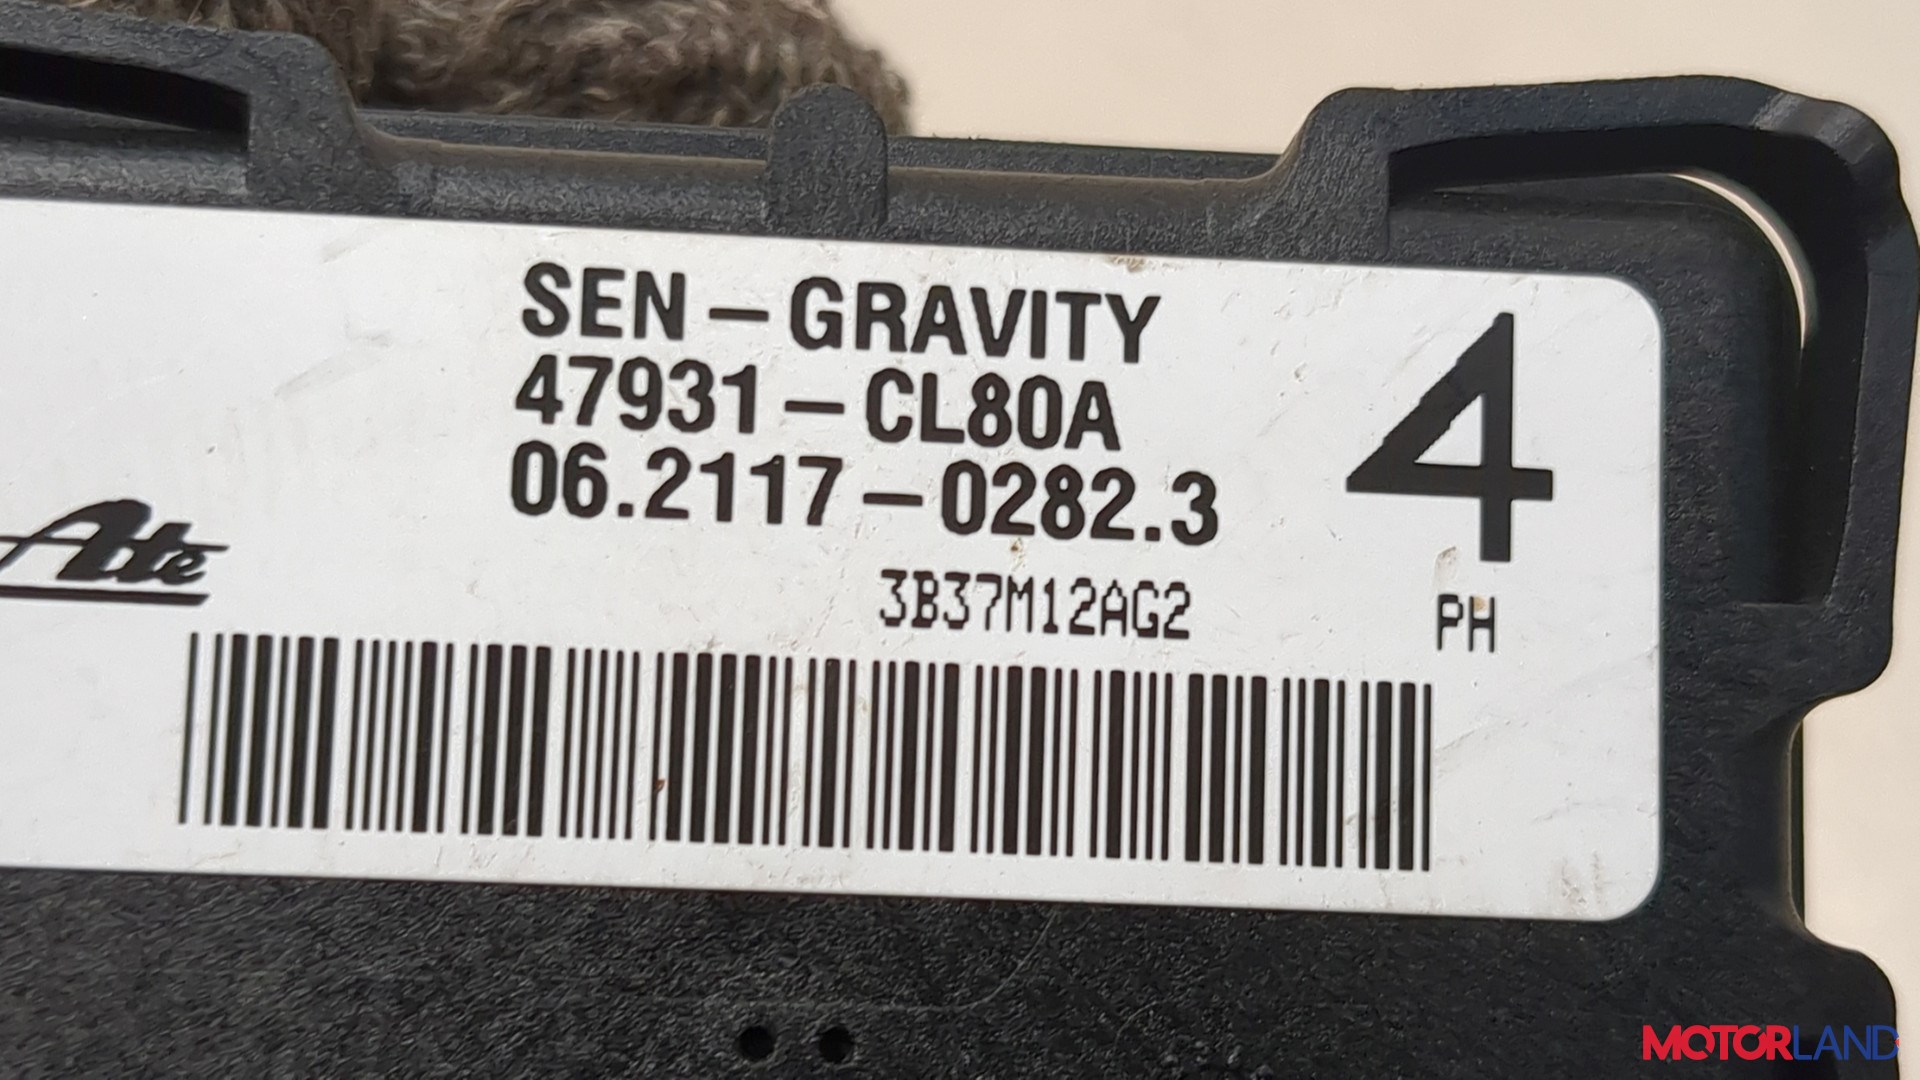 SEN-GRAVITY
47931-CL80A
06.2117-0282.3
4
Ate
3B37M12AG2
PH
MOTORLAND